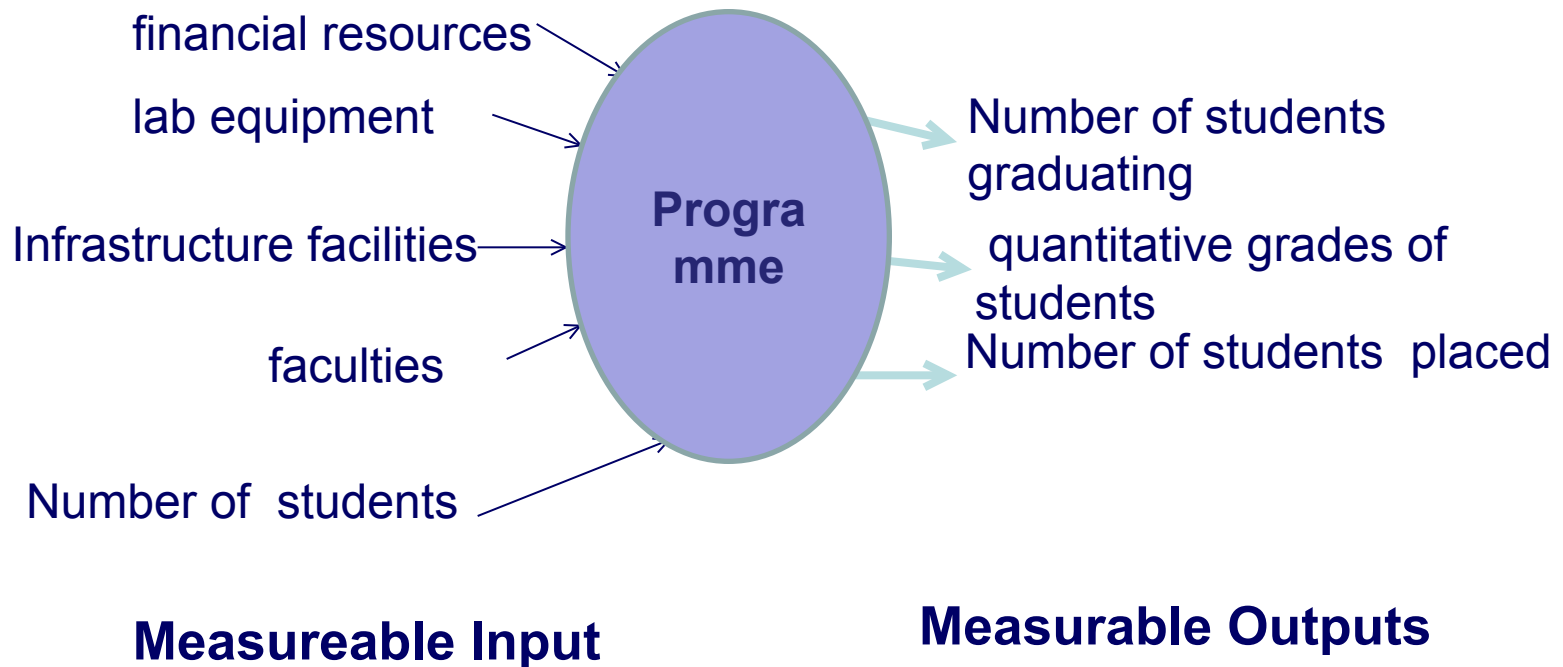 financial resources
lab equipment
Infrastructure facilities
faculties
Number of  students
Progra
mme
Number of students
graduating
quantitative grades of
students
Number of students  placed
Measureable Input
Measurable Outputs